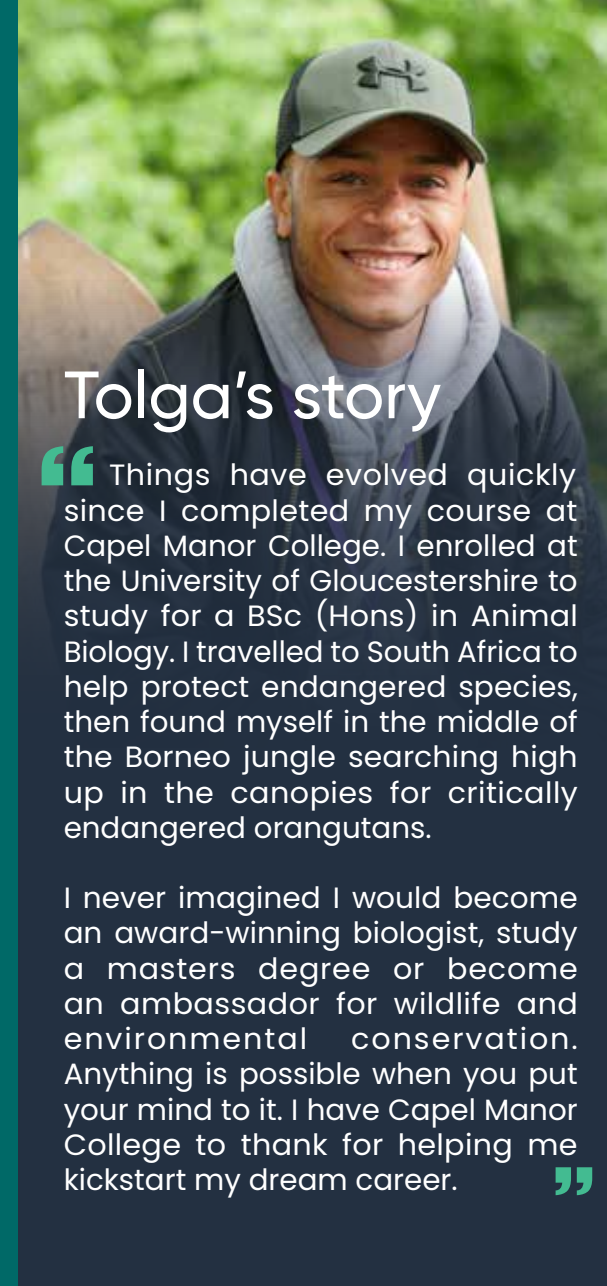 Tolga's story
“ Things have evolved quickly
since I completed my course at
Capel Manor College. I enrolled at
the University of Gloucestershire to
study for a BSc (Hons) in Animal
Biology. I travelled to South Africa to
help protect endangered species,
then found myself in the middle of
the Borneo jungle searching high
up in the canopies for critically
endangered orangutans.
I never imagined I would become
an award-winning biologist, study
a masters degree or become
an ambassador for wildlife and
environmental conservation.
Anything is possible when you put
your mind to it. I have Capel Manor
College to thank for helping me
kickstart my dream career. ”